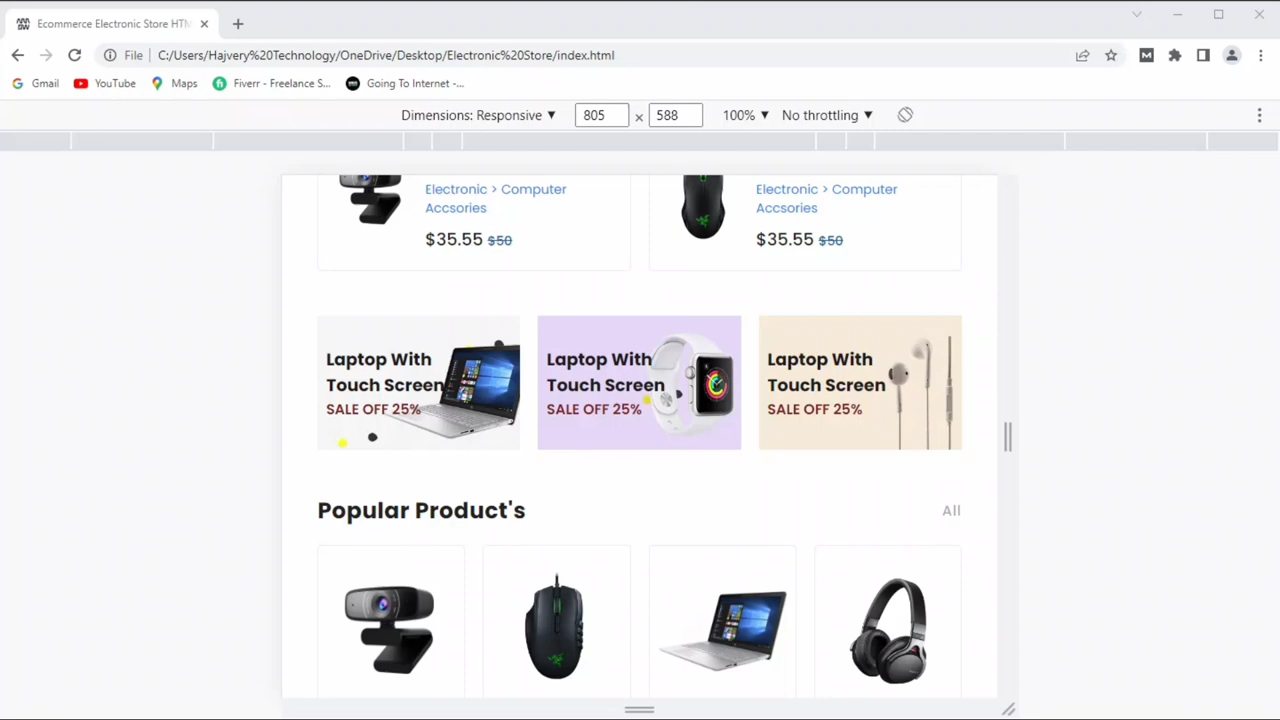 Ecommerce Electronic Store HTM
File C:/Users/Hajvery%20Technology/OneDrive/Desktop/Electronic%20Store/index.html
Gmail YouTube Maps Fiverr - Freelance S... Going To Internet -...
Dimensions: Responsive 805 × 588 100% No throttling
Electronic > Computer
Accsories
$35.55 $50
Electronic > Computer
Accsories
$35.55 $50
Laptop With
Touch Screen
SALE OFF 25%
Laptop With
Touch Screen
SALE OFF 25%
Laptop With
Touch Screen
SALE OFF 25%
Popular Product's
All